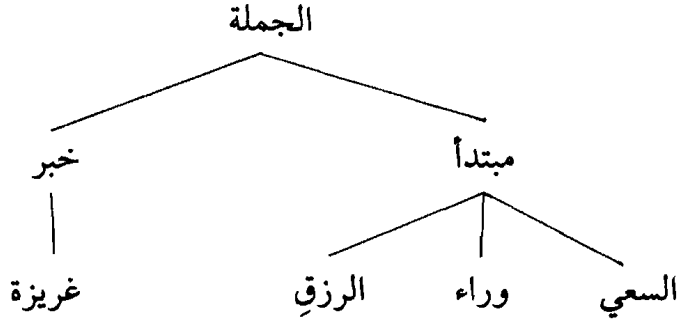 الجملة
مبتدأ خبر
السعي وراء الرزقِ غريزة